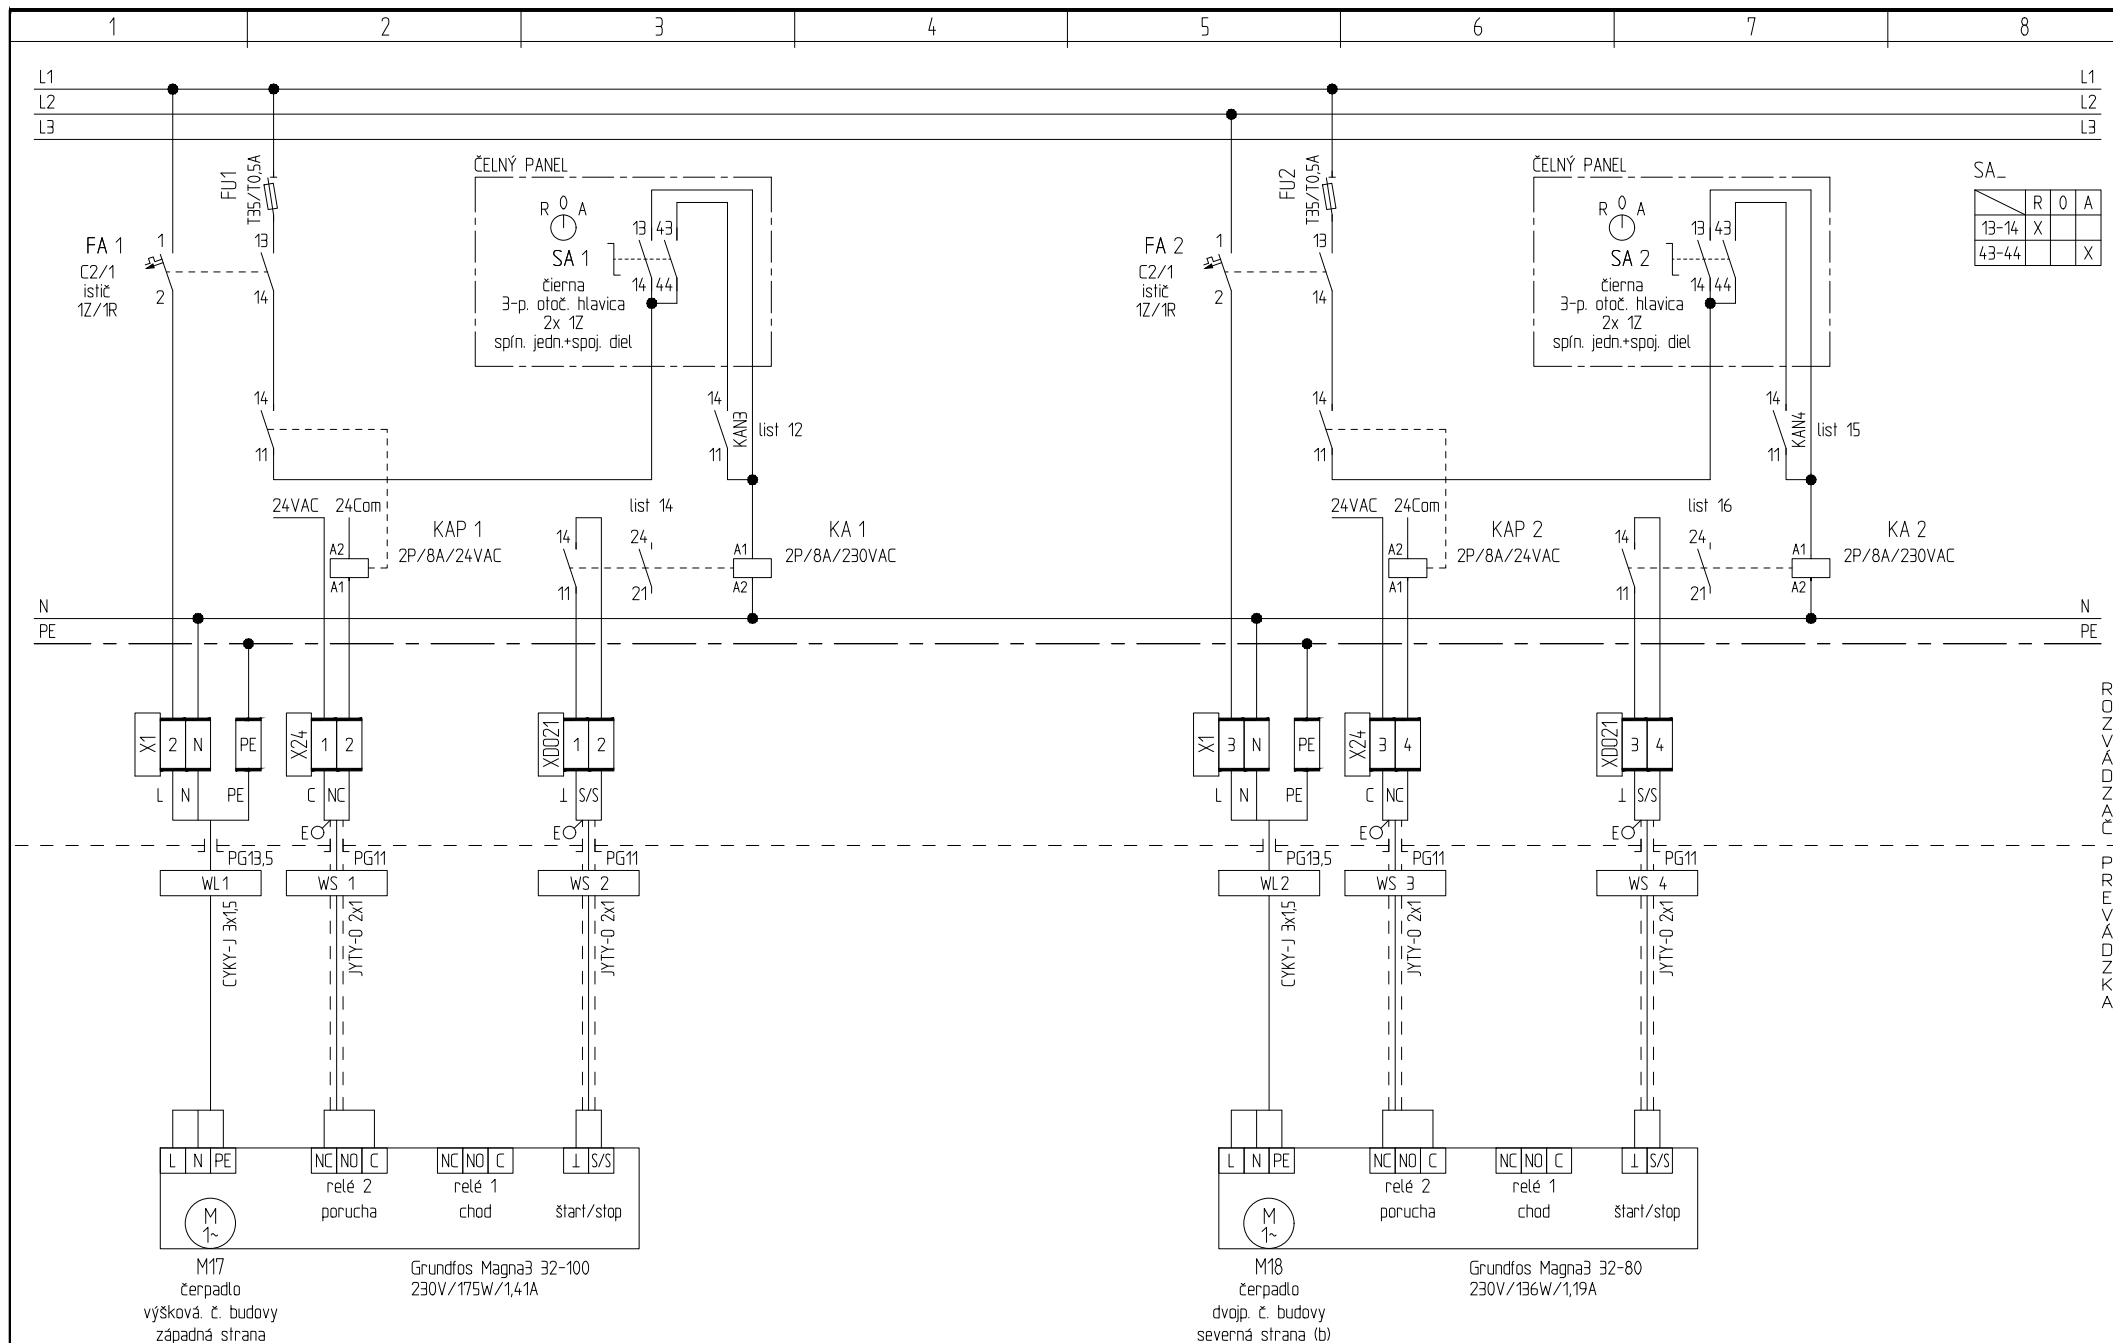 1 2 3 4 5 6 7 8
L1 L1
L2 L2
L3 L3
FU1
T35/T0,5A
ČELNÝ PANEL
R 0 A
SA 1
čierna
3-p. otoč. hlavica
2x 1Z
spín. jedn.+spoj. diel
13 43
14 44
FA 1
C2/1
istič
1Z/1R
1
2
13
14
14
11
14
11
KAN3
list 12
24VAC 24Com
A2
A1
KAP 1
2P/8A/24VAC
list 14
14 24
11 21
A1
A2
KA 1
2P/8A/230VAC
FU2
T35/T0,5A
ČELNÝ PANEL
R 0 A
SA 2
čierna
3-p. otoč. hlavica
2x 1Z
spín. jedn.+spoj. diel
13 43
14 44
FA 2
C2/1
istič
1Z/1R
1
2
13
14
14
11
14
11
KAN4
list 15
24VAC 24Com
A2
A1
KAP 2
2P/8A/24VAC
list 16
14 24
11 21
A1
A2
KA 2
2P/8A/230VAC
SA_
R 0 A
13-14 X
43-44 X
N N
PE PE
X1 2 N PE
X24 1 2
XDO21 1 2
X1 3 N PE
X24 3 4
XDO21 3 4
L N PE C NC ⊥ S/S
L N PE C NC ⊥ S/S
E E E E
PG13,5 PG11 PG11 PG13,5 PG11 PG11
WL1 WS 1 WS 2 WL2 WS 3 WS 4
CYKY-J 3x1,5
JYTY-O 2x1
JYTY-O 2x1
CYKY-J 3x1,5
JYTY-O 2x1
JYTY-O 2x1
ROZVÁDZAČ
PREVÁDZKA
L N PE NC NO C NC NO C ⊥ S/S
relé 2 relé 1
porucha chod štart/stop
M
1~
M17
čerpadlo
výšková. č. budovy
západná strana
Grundfos Magna3 32-100
230V/175W/1,41A
L N PE NC NO C NC NO C ⊥ S/S
relé 2 relé 1
porucha chod štart/stop
M
1~
M18
čerpadlo
dvojp. č. budovy
severná strana (b)
Grundfos Magna3 32-80
230V/136W/1,19A